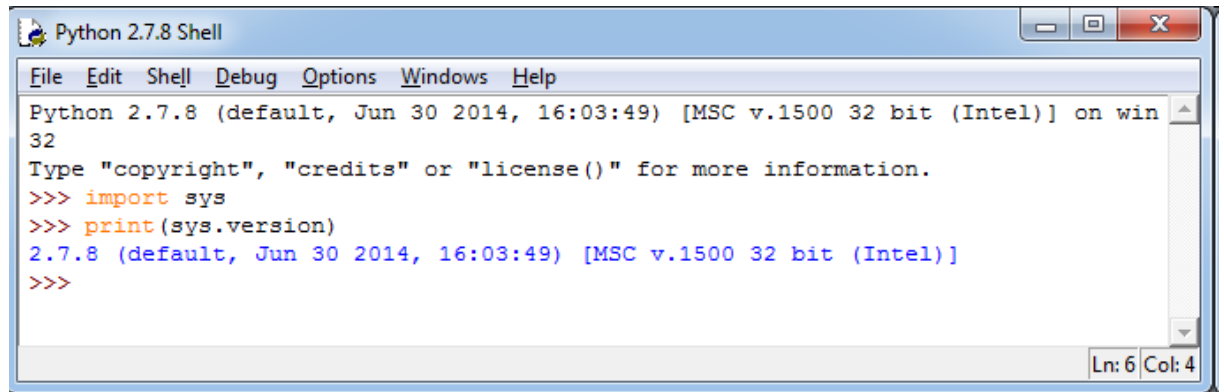 Python 2.7.8 Shell
File Edit Shell Debug Options Windows Help
Python 2.7.8 (default, Jun 30 2014, 16:03:49) [MSC v.1500 32 bit (Intel)] on win
32
Type "copyright", "credits" or "license()" for more information.
>>> import sys
>>> print(sys.version)
2.7.8 (default, Jun 30 2014, 16:03:49) [MSC v.1500 32 bit (Intel)]
>>>
Ln: 6 Col: 4